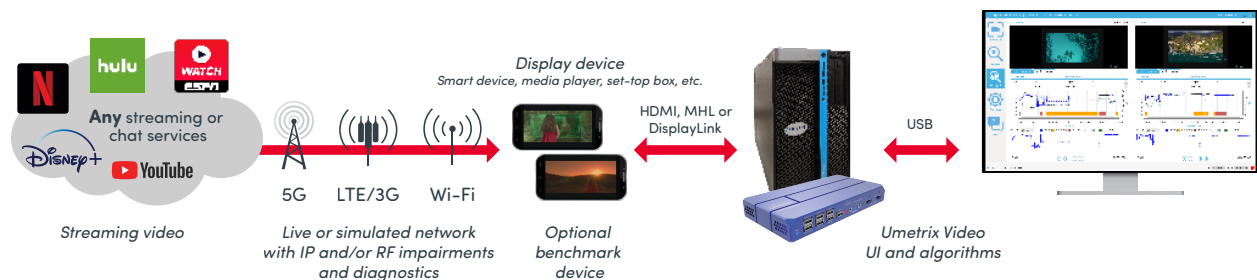 N
hulu
WATCH
ESPN
Any streaming or
chat services
Disney+
YouTube
Streaming video
5G
LTE/3G
Wi-Fi
Live or simulated network
with IP and/or RF impairments
and diagnostics
Display device
Smart device, media player, set-top box, etc.
Optional
benchmark
device
HDMI, MHL or
DisplayLink
USB
Umetrix Video
UI and algorithms